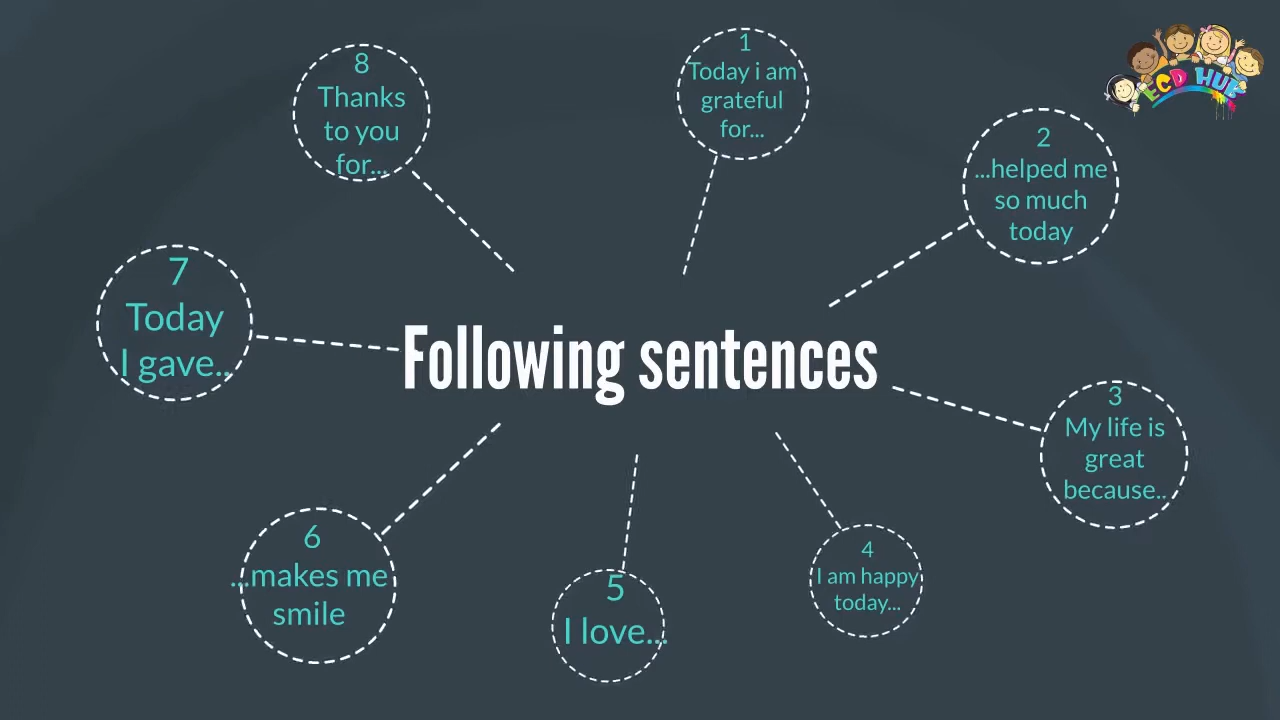 Following sentences
1
Today i am
grateful
for...
2
...helped me
so much
today
3
My life is
great
because..
4
I am happy
today...
5
I love...
6
...makes me
smile
7
Today
I gave..
8
Thanks
to you
for...
ECD HUB